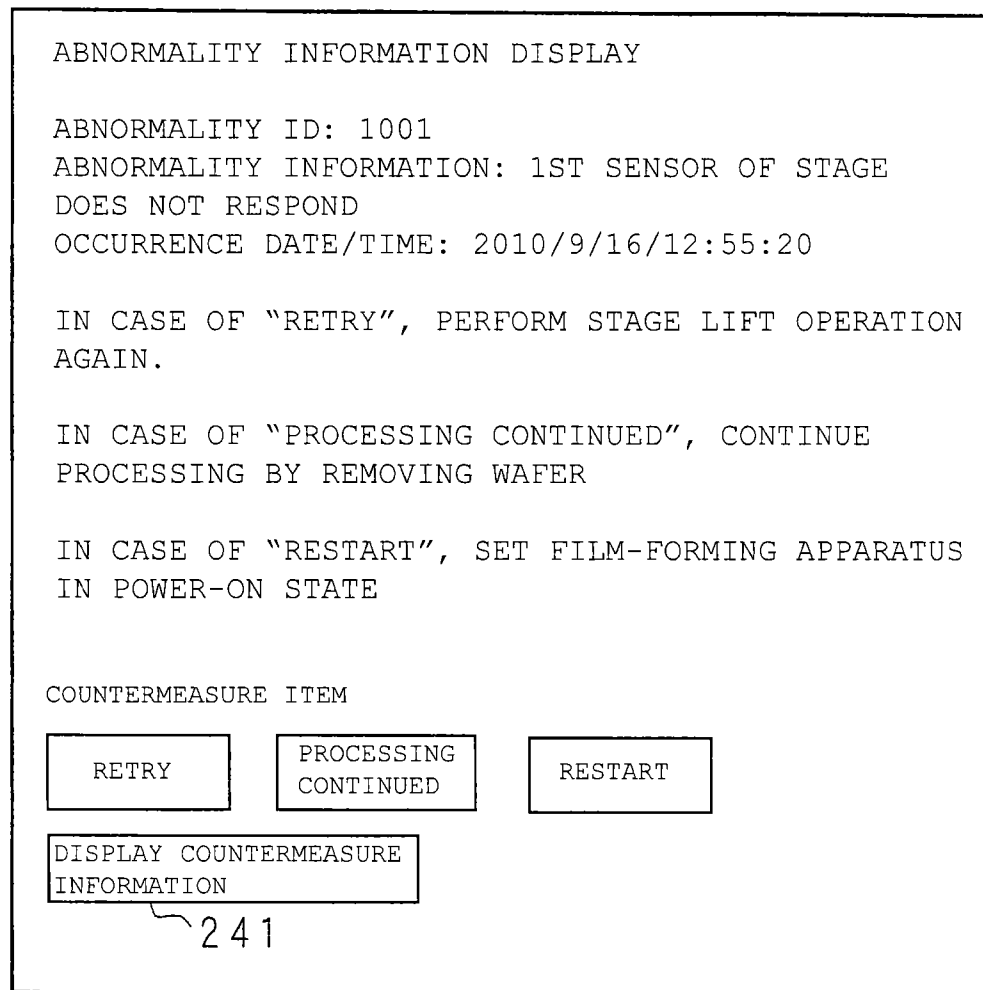 ABNORMALITY INFORMATION DISPLAY
ABNORMALITY ID: 1001
ABNORMALITY INFORMATION: 1ST SENSOR OF STAGE
DOES NOT RESPOND
OCCURRENCE DATE/TIME: 2010/9/16/12:55:20
IN CASE OF “RETRY”, PERFORM STAGE LIFT OPERATION
AGAIN.
IN CASE OF “PROCESSING CONTINUED”, CONTINUE
PROCESSING BY REMOVING WAFER
IN CASE OF “RESTART”, SET FILM-FORMING APPARATUS
IN POWER-ON STATE
COUNTERMEASURE ITEM
RETRY
PROCESSING
CONTINUED
RESTART
DISPLAY COUNTERMEASURE
INFORMATION
241